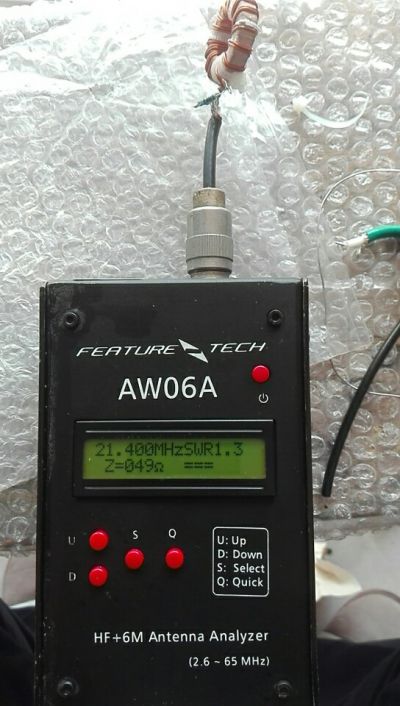 FEATURE TECH
AW06A
21.400MHzSWR1.3
Z=049Ω ===
U S Q
D
U: Up
D: Down
S: Select
Q: Quick
HF+6M Antenna Analyzer
(2.6 ~ 65 MHz)